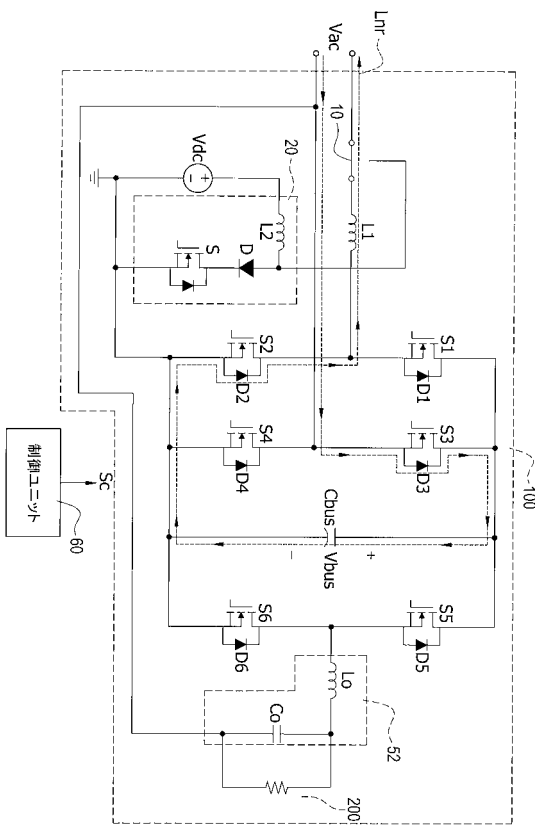 Lnr
Vac
10
L1
Vdc
+
−
20
L2
D
S
S1
D1
S2
D2
S3
D3
S4
D4
100
Cbus
Vbus
+
−
S5
D5
S6
D6
Lo
Co
52
200
Sc
制御ユニット
60